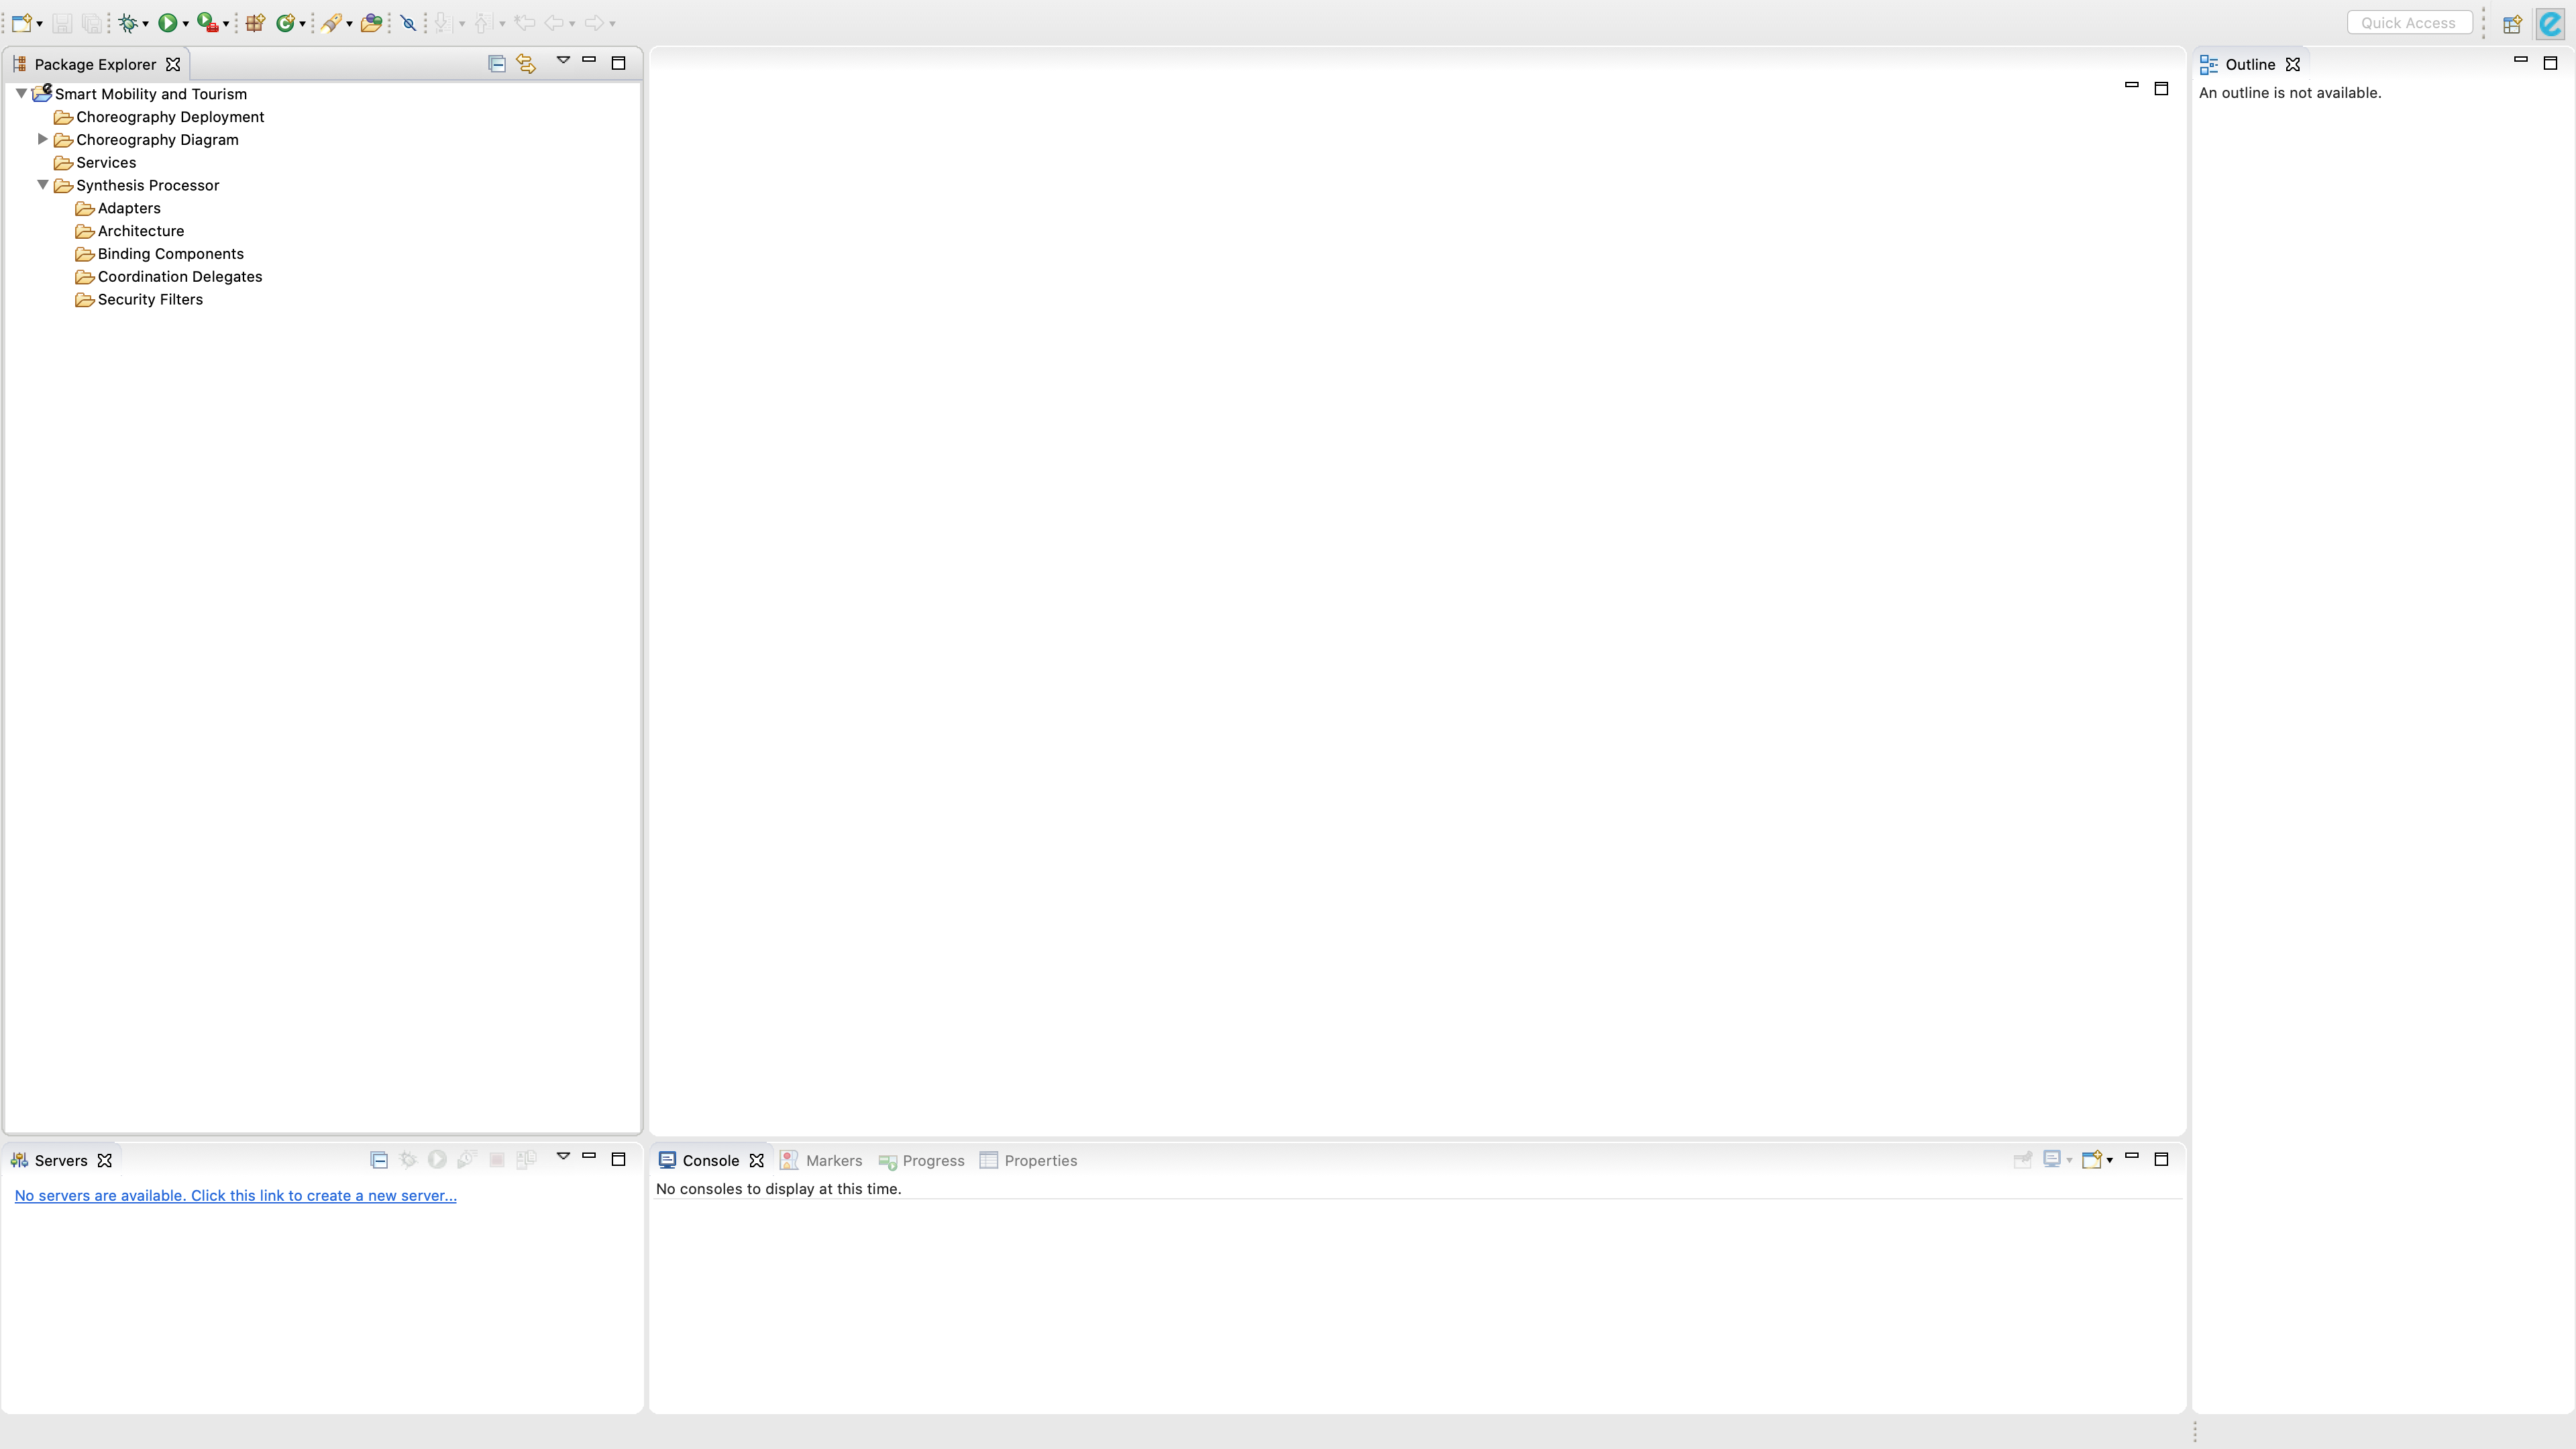 Quick Access
Package Explorer
Smart Mobility and Tourism
Choreography Deployment
Choreography Diagram
Services
Synthesis Processor
Adapters
Architecture
Binding Components
Coordination Delegates
Security Filters
Outline
An outline is not available.
Servers
No servers are available. Click this link to create a new server...
Console Markers Progress Properties
No consoles to display at this time.